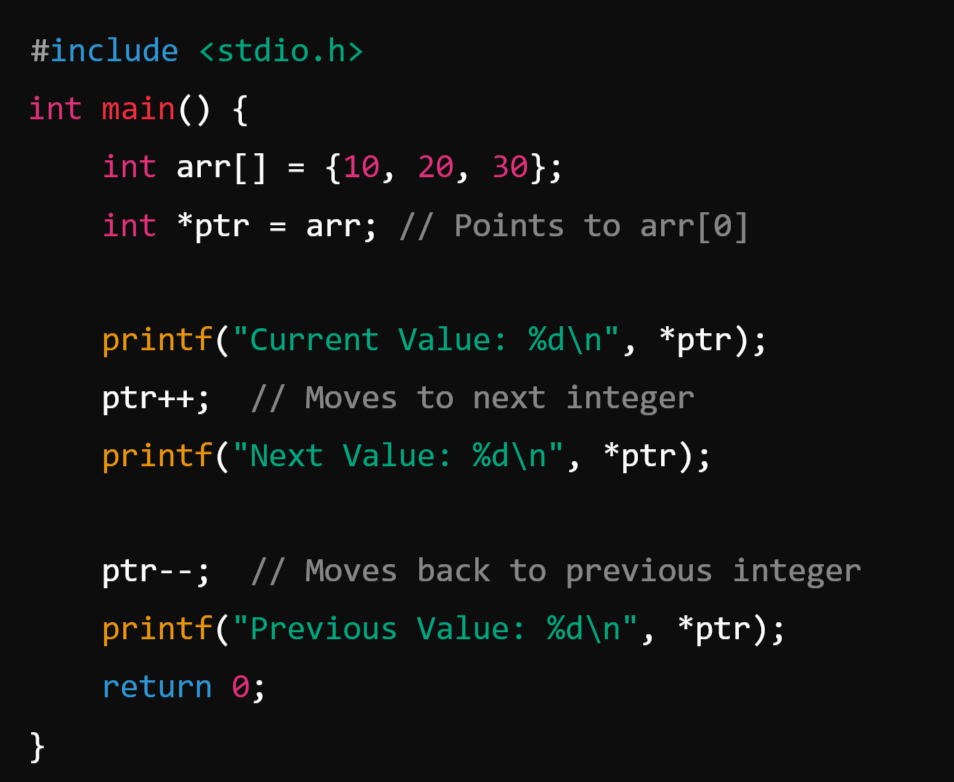 #include <stdio.h>
int main() {
    int arr[] = {10, 20, 30};
    int *ptr = arr; // Points to arr[0]
    printf("Current Value: %d\n", *ptr);
    ptr++;  // Moves to next integer
    printf("Next Value: %d\n", *ptr);
    ptr--;  // Moves back to previous integer
    printf("Previous Value: %d\n", *ptr);
    return 0;
}